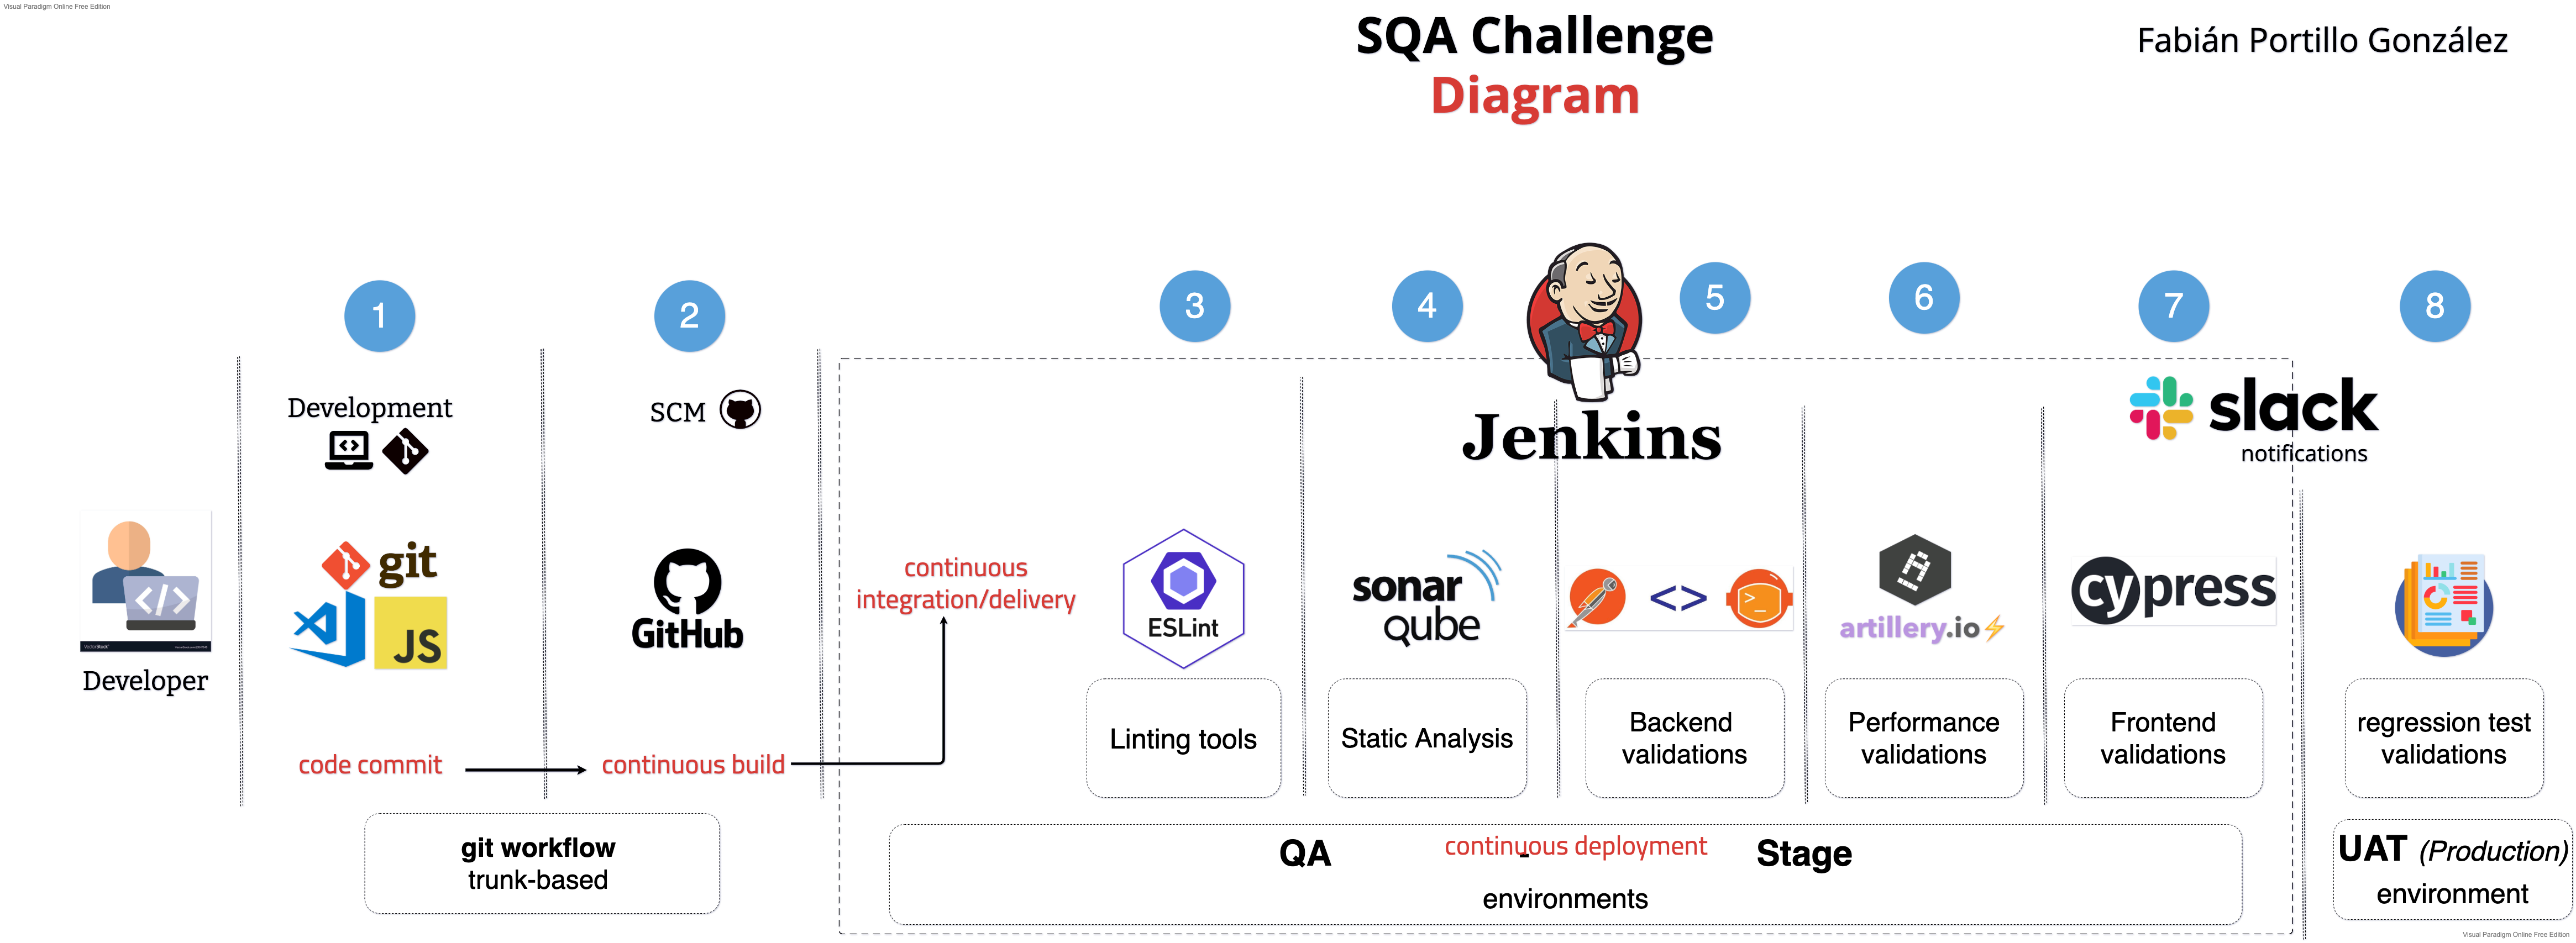 Visual Paradigm Online Free Edition
SQA Challenge
Diagram
Fabián Portillo González
1
2
3
4
5
6
7
8
Development
SCM
Jenkins
slack
notifications
Developer
git
JS
GitHub
continuous
integration/delivery
ESLint
sonar
qube
<>
>_
artillery.io
cypress
code commit
continuous build
Linting tools
Static Analysis
Backend
validations
Performance
validations
Frontend
validations
regression test
validations
git workflow
trunk-based
QA - Stage
continuous deployment
environments
UAT (Production)
environment
Visual Paradigm Online Free Edition